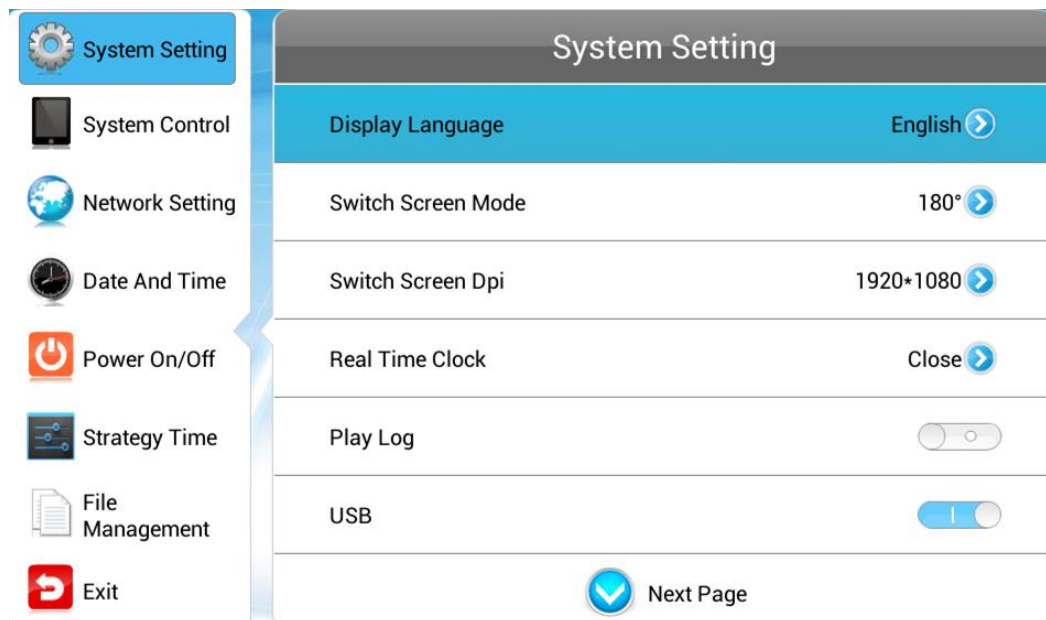 System Setting
System Control
Network Setting
Date And Time
Power On/Off
Strategy Time
File
Management
Exit
System Setting
Display Language English
Switch Screen Mode 180°
Switch Screen Dpi 1920*1080
Real Time Clock Close
Play Log
USB
Next Page